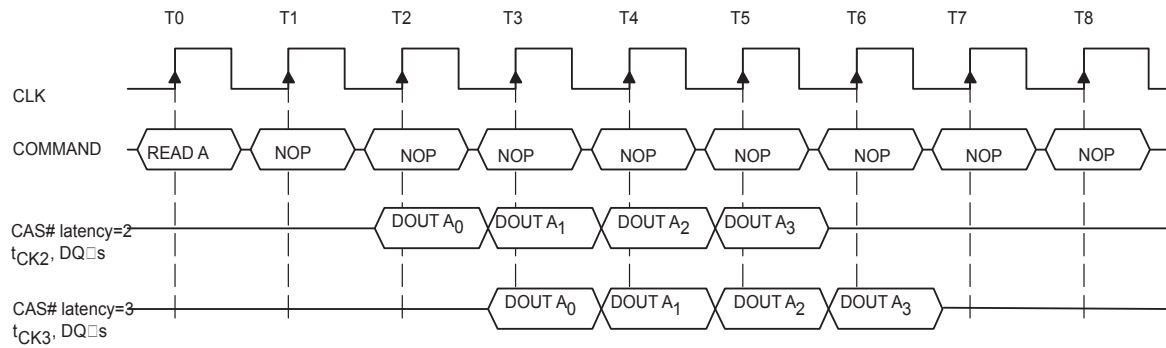 T0 T1 T2 T3 T4 T5 T6 T7 T8
CLK
COMMAND READ A NOP NOP NOP NOP NOP NOP NOP NOP
CAS# latency=2 DOUT A0 DOUT A1 DOUT A2 DOUT A3
tCK2, DQ□s
CAS# latency=3 DOUT A0 DOUT A1 DOUT A2 DOUT A3
tCK3, DQ□s